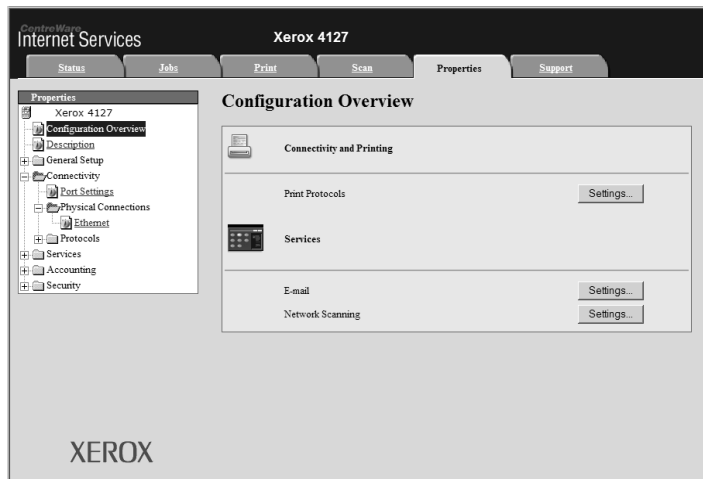 CentreWare
Internet Services
Xerox 4127
Status
Jobs
Print
Scan
Properties
Support
Properties
Xerox 4127
Configuration Overview
Description
General Setup
Connectivity
Port Settings
Physical Connections
Ethernet
Protocols
Services
Accounting
Security
Configuration Overview
Connectivity and Printing
Print Protocols
Settings...
Services
E-mail
Settings...
Network Scanning
Settings...
XEROX